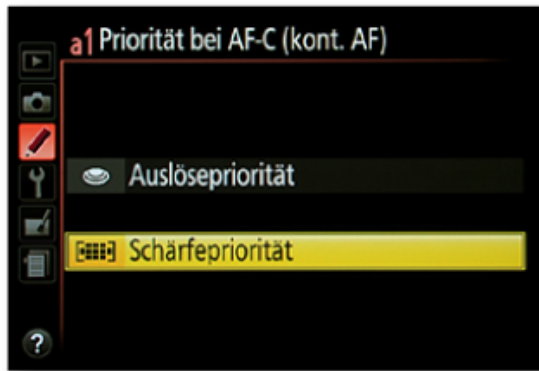 a1 Priorität bei AF-C (kont. AF)
Auslösepriorität
Schärfepriorität
?